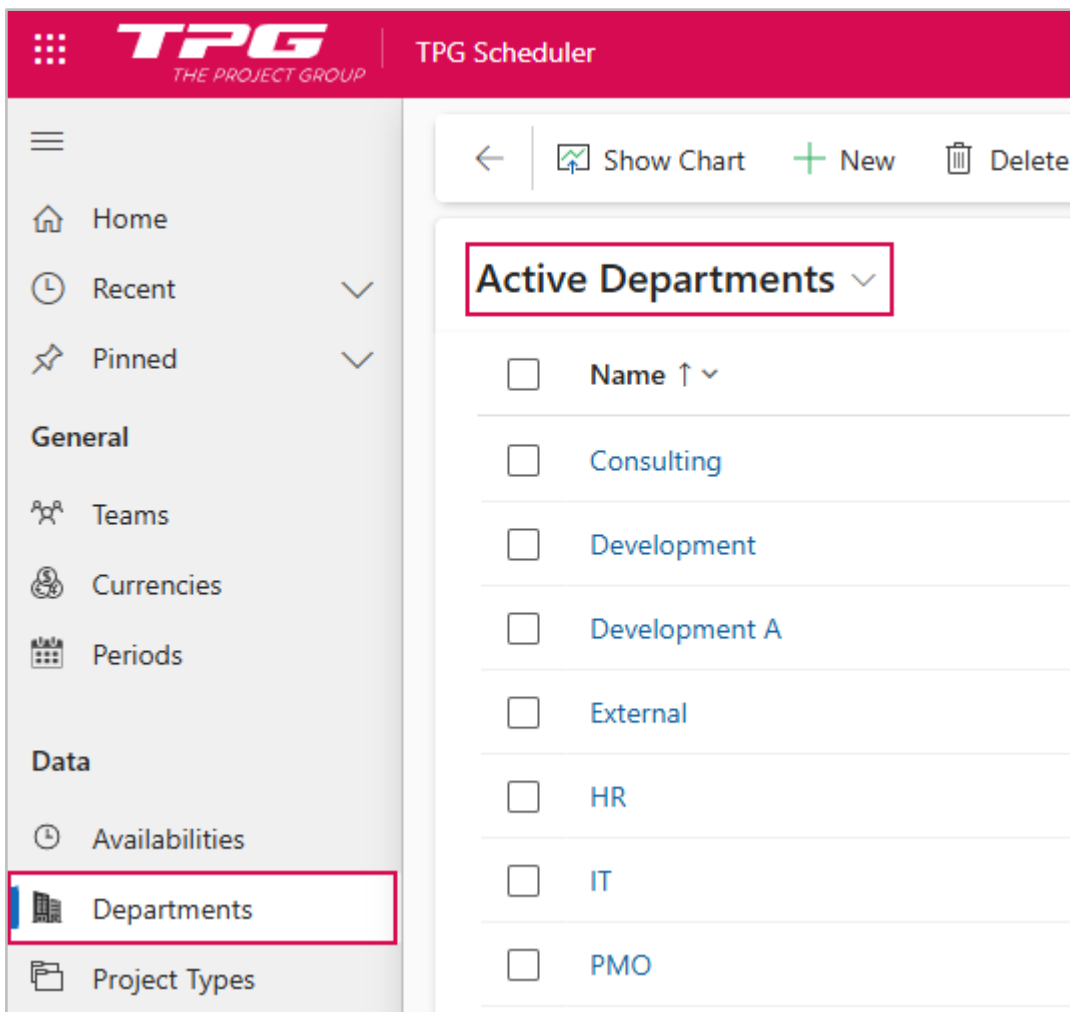 TPG
THE PROJECT GROUP
TPG Scheduler
Home
Recent
Pinned
General
Teams
Currencies
Periods
Data
Availabilities
Departments
Project Types
Show Chart
New
Delete
Active Departments
Name
Consulting
Development
Development A
External
HR
IT
PMO